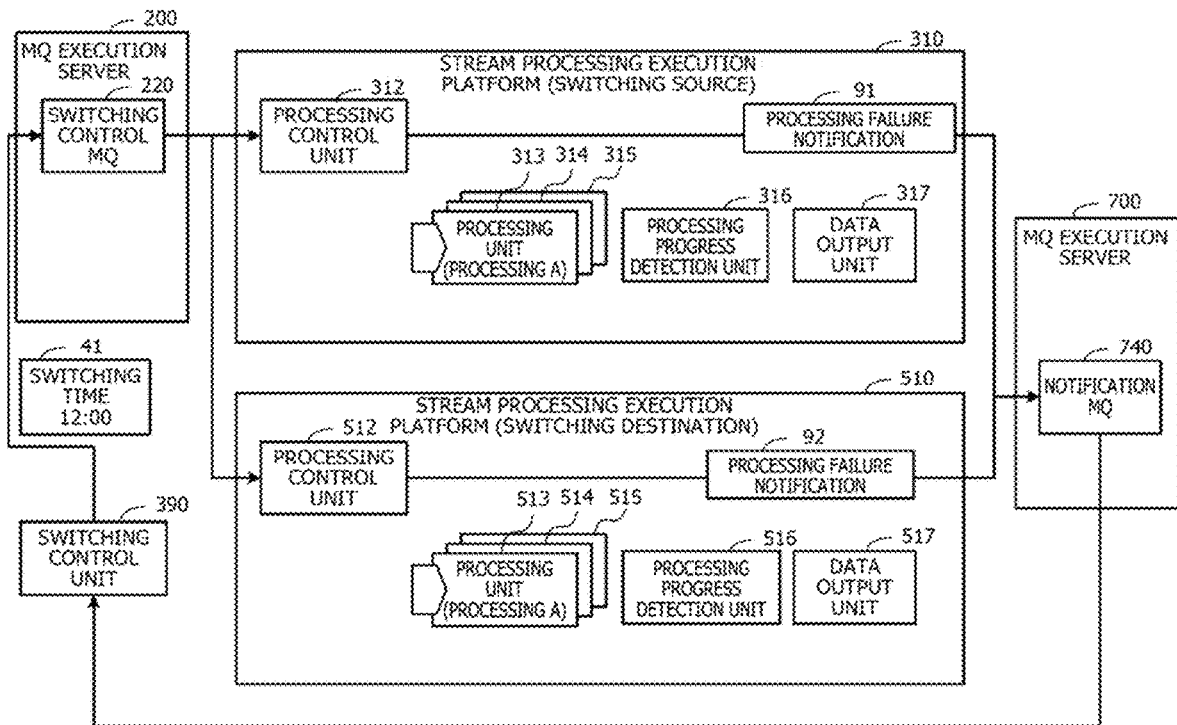 200
MQ EXECUTION
SERVER
220
SWITCHING
CONTROL
MQ
310
STREAM PROCESSING EXECUTION
PLATFORM (SWITCHING SOURCE)
312
PROCESSING
CONTROL
UNIT
91
PROCESSING FAILURE
NOTIFICATION
313
314
315
PROCESSING
UNIT
(PROCESSING A)
316
PROCESSING
PROGRESS
DETECTION UNIT
317
DATA
OUTPUT
UNIT
700
MQ EXECUTION
SERVER
740
NOTIFICATION
MQ
41
SWITCHING
TIME
12:00
510
STREAM PROCESSING EXECUTION
PLATFORM (SWITCHING DESTINATION)
512
PROCESSING
CONTROL
UNIT
92
PROCESSING FAILURE
NOTIFICATION
513
514
515
PROCESSING
UNIT
(PROCESSING A)
516
PROCESSING
PROGRESS
DETECTION UNIT
517
DATA
OUTPUT
UNIT
390
SWITCHING
CONTROL
UNIT